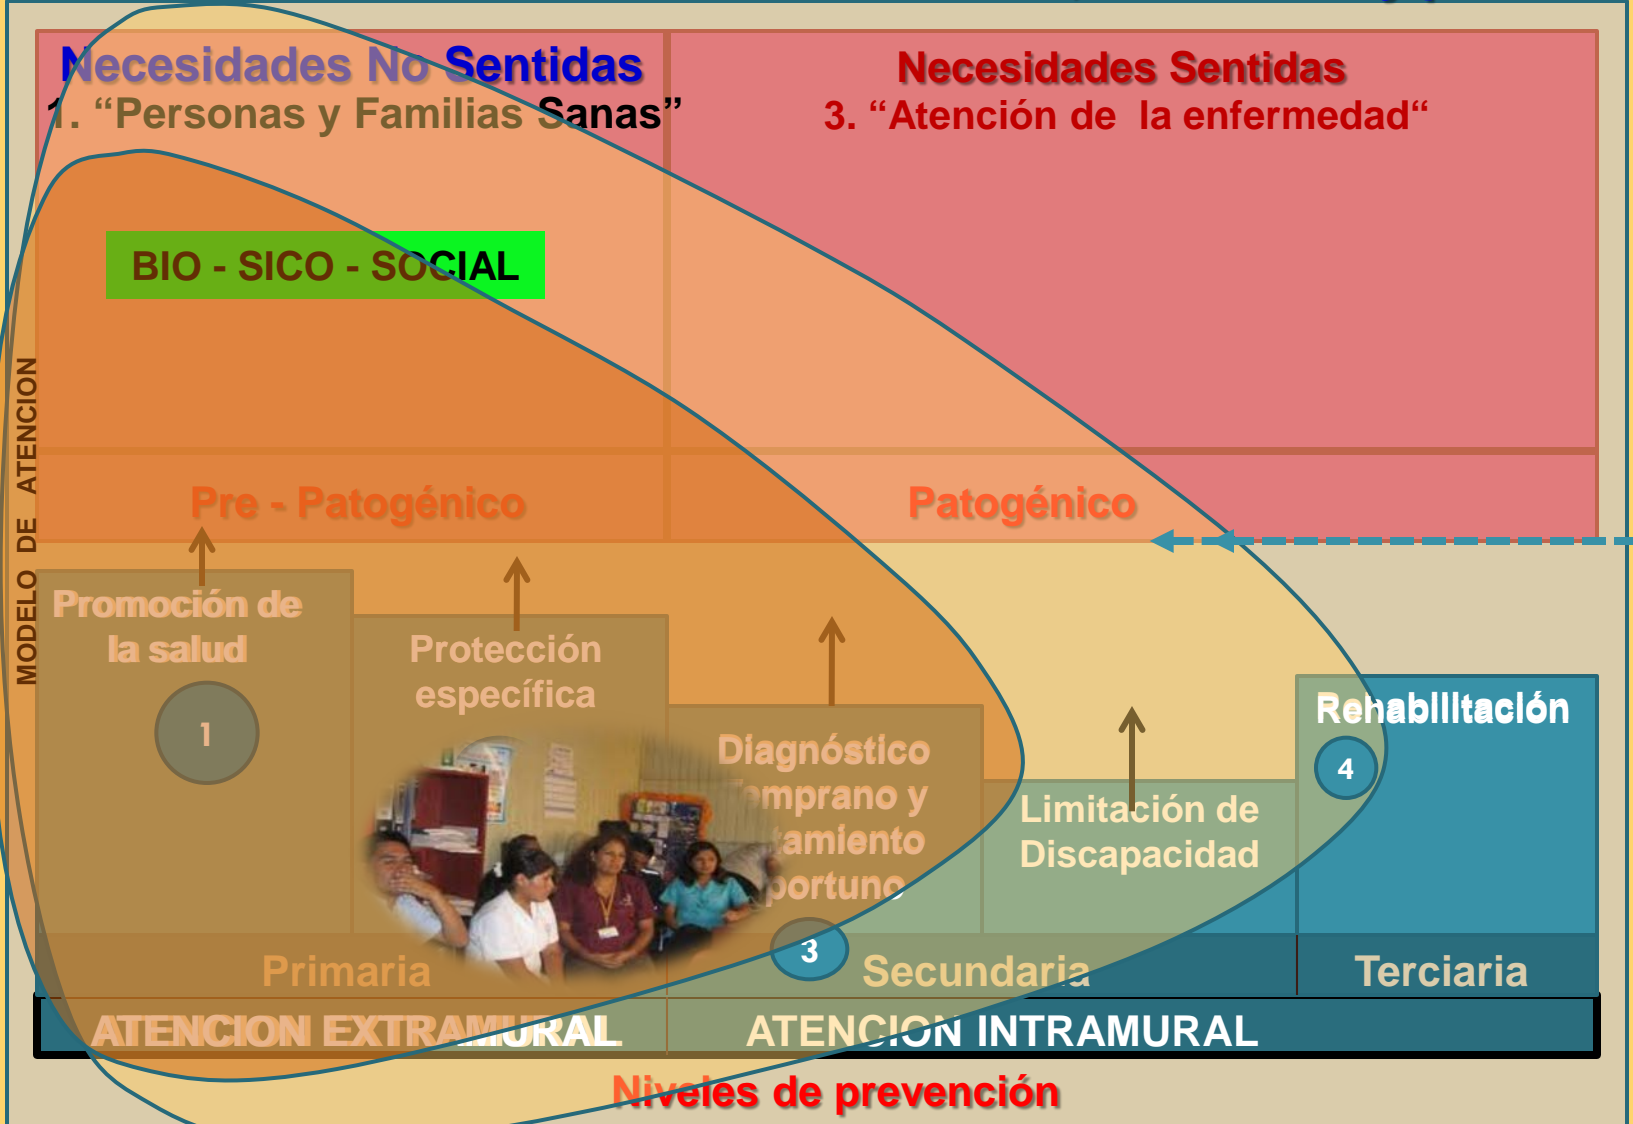 Necesidades No Sentidas
1. “Personas y Familias Sanas”
Necesidades Sentidas
3. “Atención de la enfermedad“
BIO - SICO - SOCIAL
MODELO DE ATENCION
Pre - Patogénico
Patogénico
Promoción de
la salud
1
Protección
específica
Diagnóstico
y
portuno
3
Limitación de
Discapacidad
Rehabilitación
4
Primaria
Secundaria
Terciaria
ATENCION EXTRAMURAL
ATENCION INTRAMURAL
Niveles de prevención